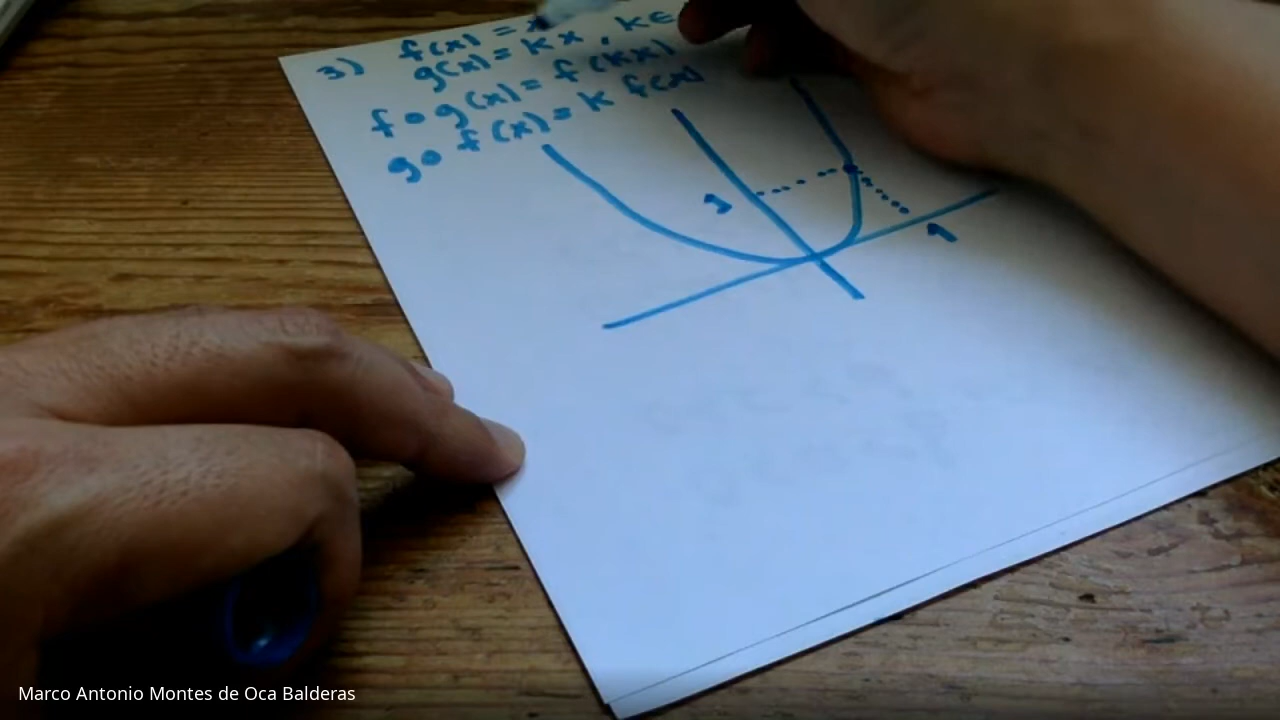 3) f(x) = x
g(x) = kx, k∈
f∘g(x) = f(kx)
g∘f(x) = k f(x)
1
1
Marco Antonio Montes de Oca Balderas